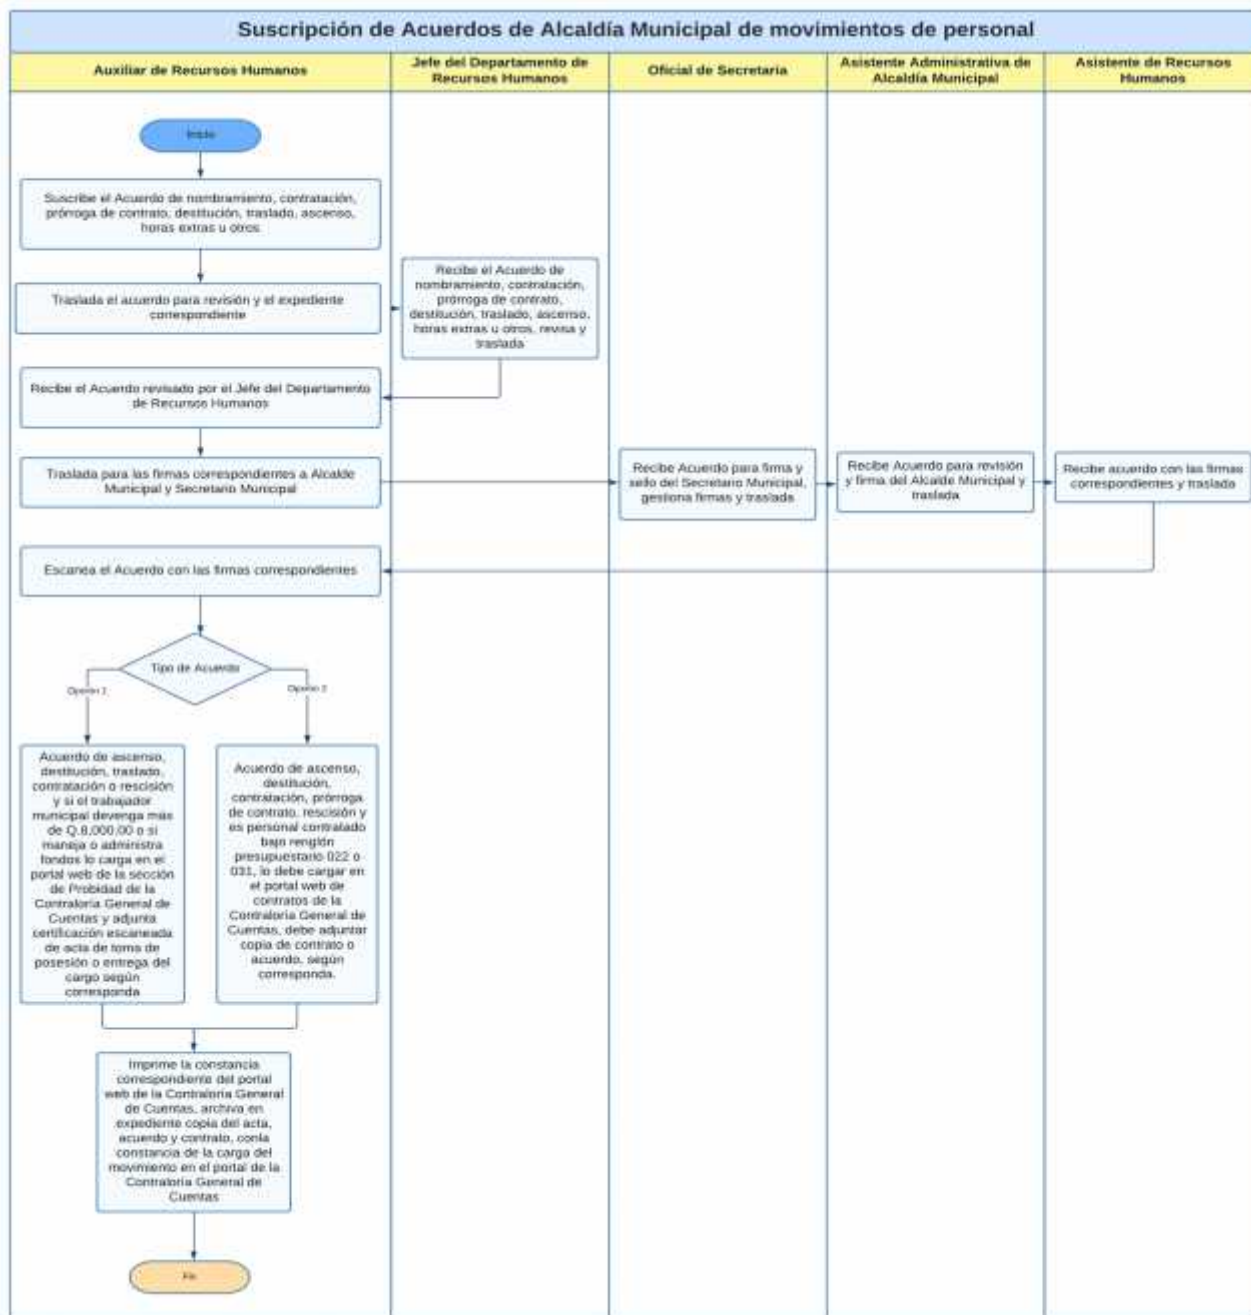 Suscripción de Acuerdos de Alcaldía Municipal de movimientos de personal
Auxiliar de Recursos Humanos
Jefe del Departamento de
Recursos Humanos
Oficial de Secretaria
Asistente Administrativa de
Alcaldía Municipal
Asistente de Recursos
Humanos
Inicio
Suscribe el Acuerdo de nombramiento, contratación,
prórroga de contrato, destitución, traslado, ascenso,
horas extras u otros
Traslada el acuerdo para revisión y el expediente
correspondiente
Recibe el Acuerdo de
nombramiento, contratación,
prórroga de contrato,
destitución, traslado, ascenso,
horas extras u otros, revisa y
traslada
Recibe el Acuerdo revisado por el Jefe del Departamento
de Recursos Humanos
Traslada para las firmas correspondientes a Alcalde
Municipal y Secretario Municipal
Recibe Acuerdo para firma y
sello del Secretario Municipal,
gestiona firmas y traslada
Recibe Acuerdo para revisión
y firma del Alcalde Municipal y
traslada
Recibe acuerdo con las firmas
correspondientes y traslada
Escanea el Acuerdo con las firmas correspondientes
Tipo de Acuerdo
Opción 1
Opción 2
Acuerdo de ascenso,
destitución, traslado,
contratación o rescisión
y si el trabajador
municipal devenga más
de Q.8,000.00 o si
maneja o administra
fondos lo carga en el
portal web de la sección
de Probidad de la
Contraloría General de
Cuentas y adjunta
certificación escaneada
de acta de toma de
posesión o entrega del
cargo según
corresponda
Acuerdo de ascenso,
destitución,
contratación, prórroga
de contrato, rescisión y
es personal contratado
bajo renglón
presupuestario 022 o
031, lo debe cargar en
el portal web de
contratos de la
Contraloría General de
Cuentas, debe adjuntar
copia de contrato o
acuerdo, según
corresponda.
Imprime la constancia
correspondiente del portal
web de la Contraloría General
de Cuentas, archiva en
expediente copia del acta,
acuerdo y contrato, conla
constancia de la carga del
movimiento en el portal de la
Contraloría General de
Cuentas
Fin